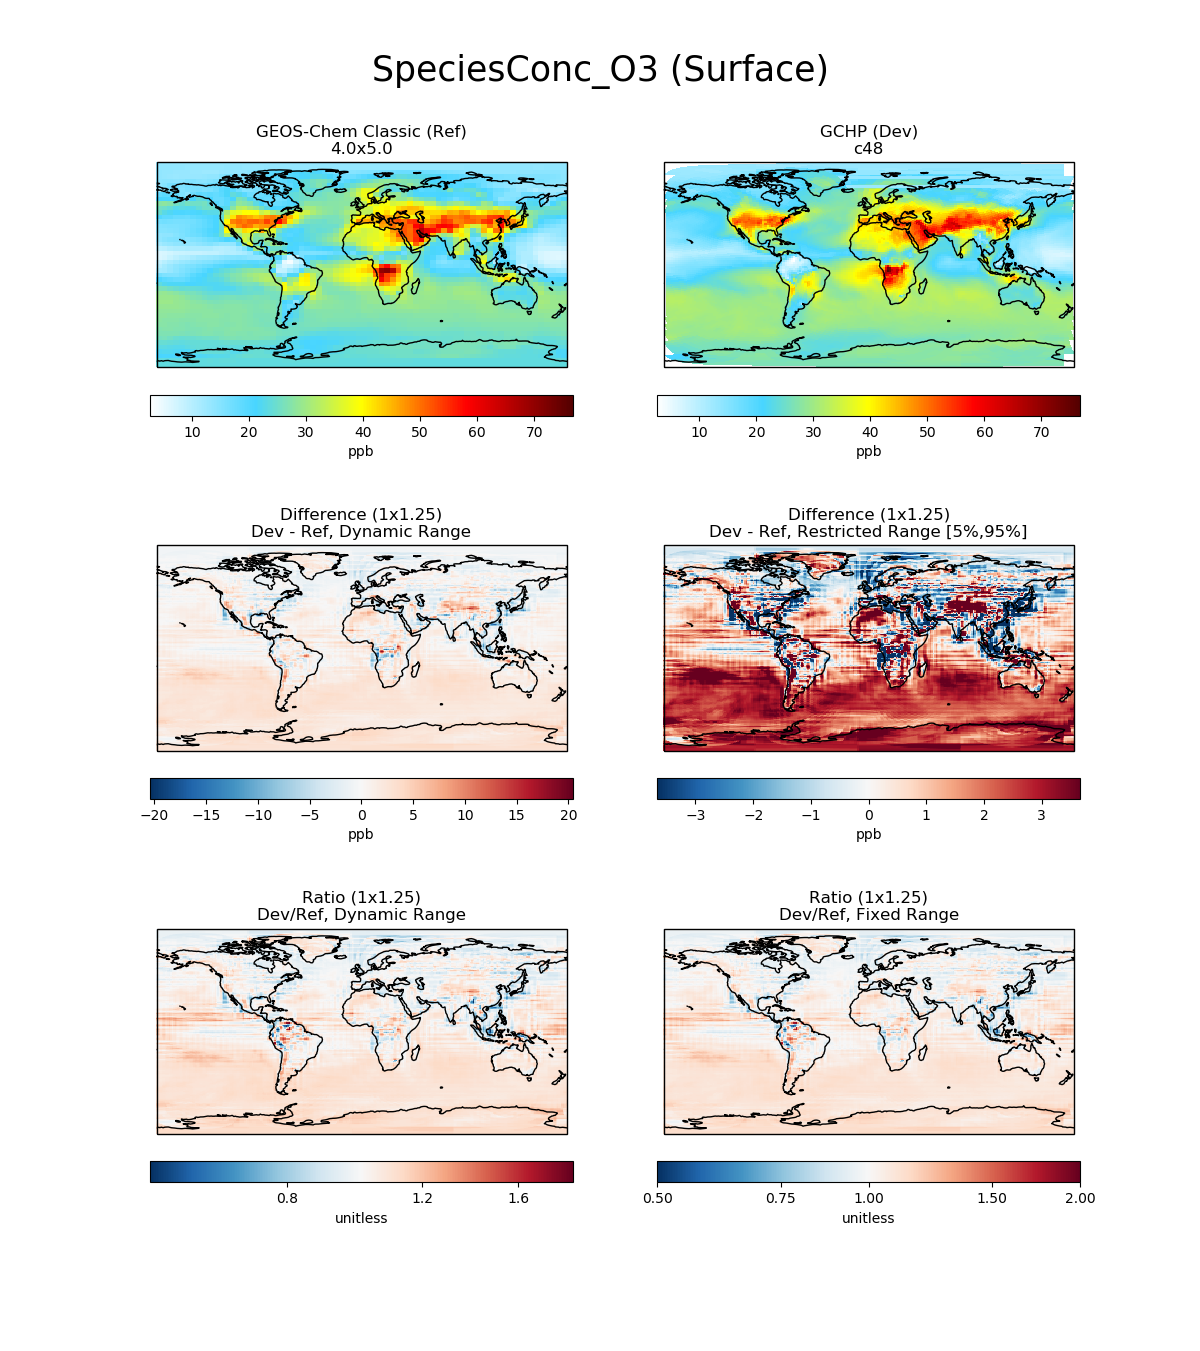 SpeciesConc_O3 (Surface)
GEOS-Chem Classic (Ref)
4.0x5.0
GCHP (Dev)
c48
10 20 30 40 50 60 70
ppb
10 20 30 40 50 60 70
ppb
Difference (1x1.25)
Dev - Ref, Dynamic Range
Difference (1x1.25)
Dev - Ref, Restricted Range [5%,95%]
−20 −15 −10 −5 0 5 10 15 20
ppb
−3 −2 −1 0 1 2 3
ppb
Ratio (1x1.25)
Dev/Ref, Dynamic Range
Ratio (1x1.25)
Dev/Ref, Fixed Range
0.8 1.2 1.6
unitless
0.50 0.75 1.00 1.50 2.00
unitless